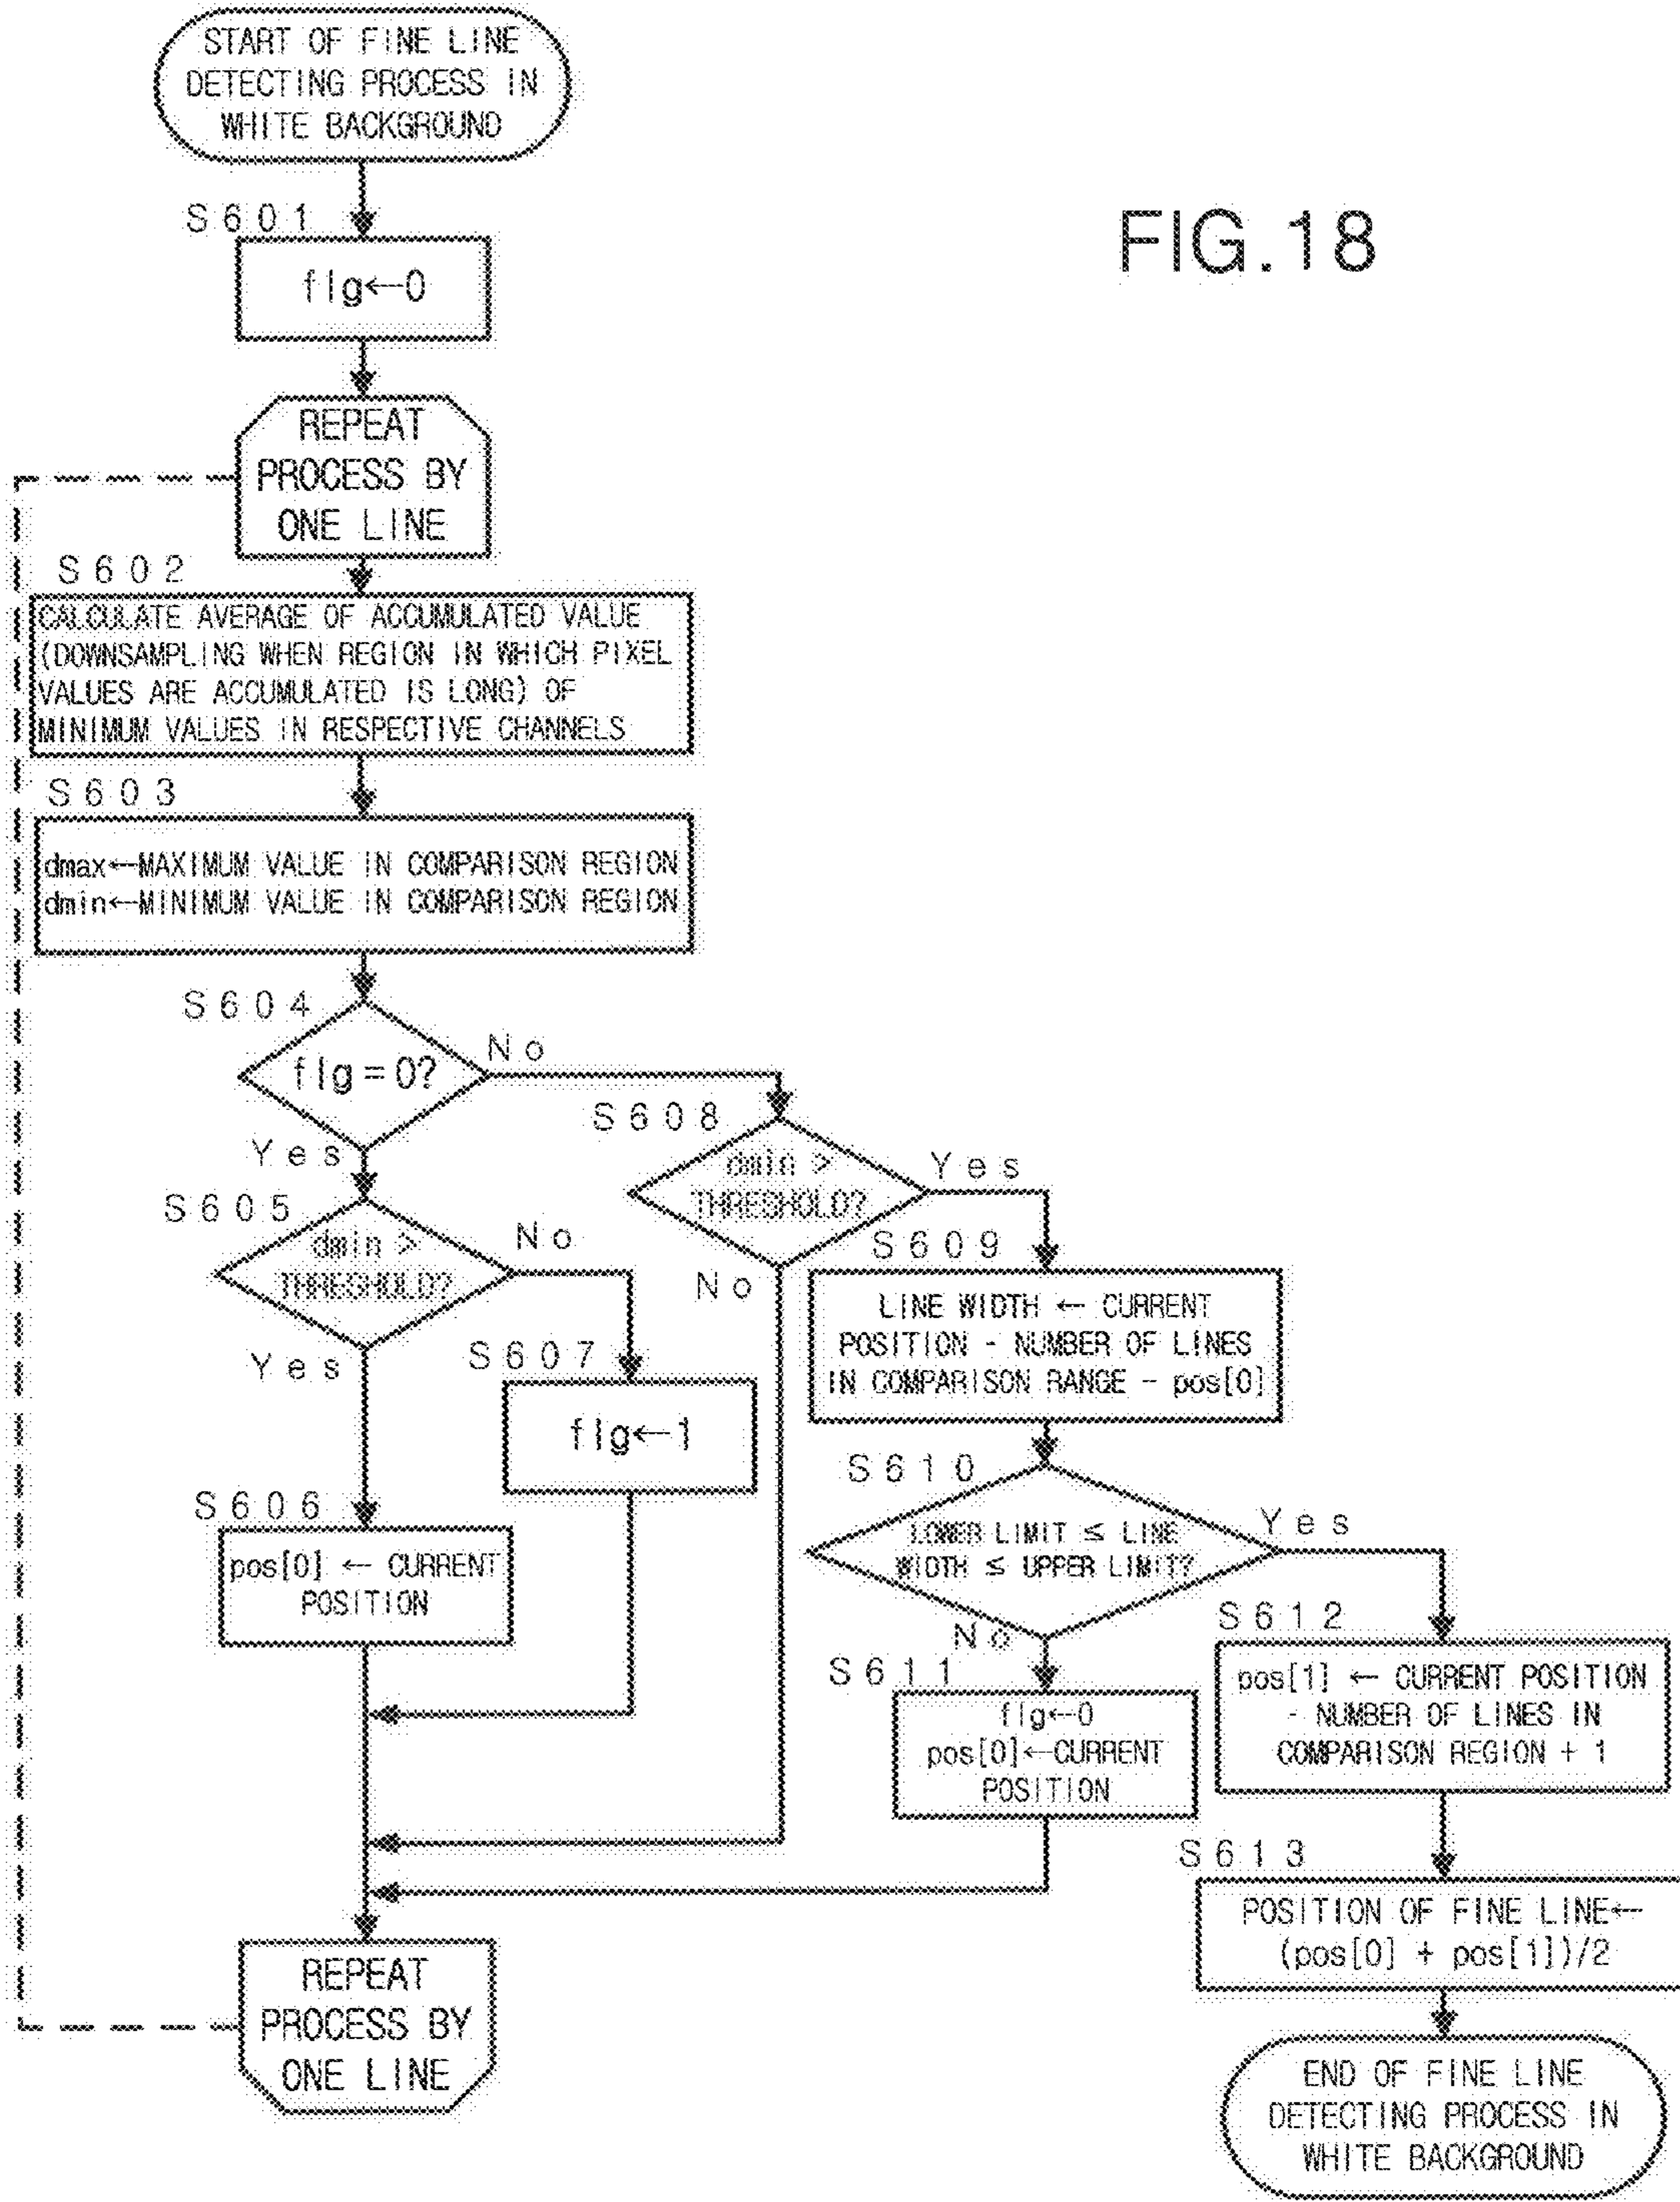 START OF FINE LINE
DETECTING PROCESS IN
WHITE BACKGROUND
FIG.18
S601
flg←0
REPEAT
PROCESS BY
ONE LINE
S602
CALCULATE AVERAGE OF ACCUMULATED VALUE
(DOWNSAMPLING WHEN REGION IN WHICH PIXEL
VALUES ARE ACCUMULATED IS LONG) OF
MINIMUM VALUES IN RESPECTIVE CHANNELS
S603
dmax←MAXIMUM VALUE IN COMPARISON REGION
dmin←MINIMUM VALUE IN COMPARISON REGION
S604
flg=0?
No
Yes
S605
dmin >
THRESHOLD?
No
Yes
S607
flg←1
S606
pos[0] ← CURRENT
POSITION
S608
dmin >
THRESHOLD?
Yes
No
S609
LINE WIDTH ← CURRENT
POSITION - NUMBER OF LINES
IN COMPARISON RANGE - pos[0]
S610
LOWER LIMIT ≤ LINE
WIDTH ≤ UPPER LIMIT?
Yes
No
S611
flg←0
pos[0]←CURRENT
POSITION
S612
pos[1] ← CURRENT POSITION
- NUMBER OF LINES IN
COMPARISON REGION + 1
S613
POSITION OF FINE LINE←
(pos[0] + pos[1])/2
REPEAT
PROCESS BY
ONE LINE
END OF FINE LINE
DETECTING PROCESS IN
WHITE BACKGROUND